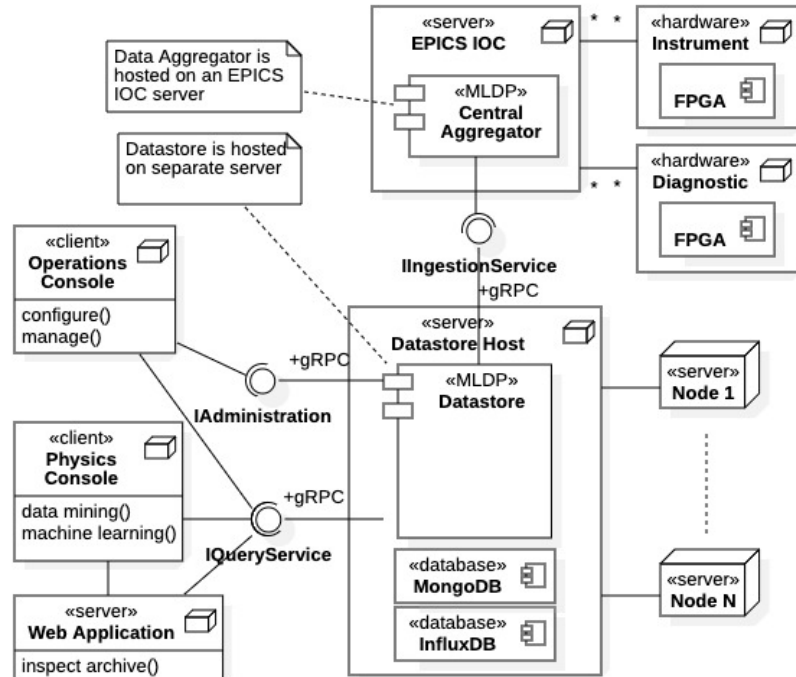 Data Aggregator is
hosted on an EPICS
IOC server
Datastore is hosted
on separate server
«server»
EPICS IOC
«MLDP»
Central
Aggregator
* *
«hardware»
Instrument
FPGA
* *
«hardware»
Diagnostic
FPGA
IIngestionService
+gRPC
«client»
Operations
Console
configure()
manage()
+gRPC
IAdministration
«server»
Datastore Host
«MLDP»
Datastore
«server»
Node 1
«client»
Physics
Console
data mining()
machine learning()
+gRPC
IQueryService
«database»
MongoDB
«database»
InfluxDB
«server»
Node N
«server»
Web Application
inspect archive()